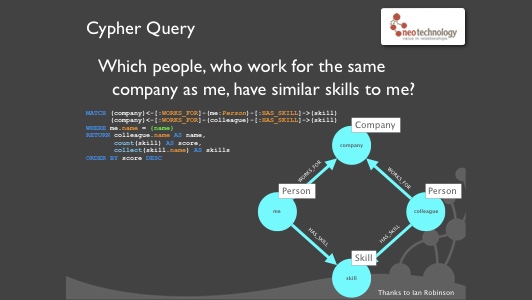 Cypher Query
neotechnology
value in relationships
Which people, who work for the same
company as me, have similar skills to me?
MATCH (company)<-[:WORKS_FOR]-(me:Person)-[:HAS_SKILL]->(skill)
(company)<-[:WORKS_FOR]-(colleague)-[:HAS_SKILL]->(skill)
WHERE me.name = {name}
RETURN colleague.name AS name,
count(skill) AS score,
collect(skill.name) AS skills
ORDER BY score DESC
Company
company
WORKS_FOR
WORKS_FOR
Person
Person
me
colleague
HAS_SKILL
HAS_SKILL
Skill
skill
Thanks to Ian Robinson